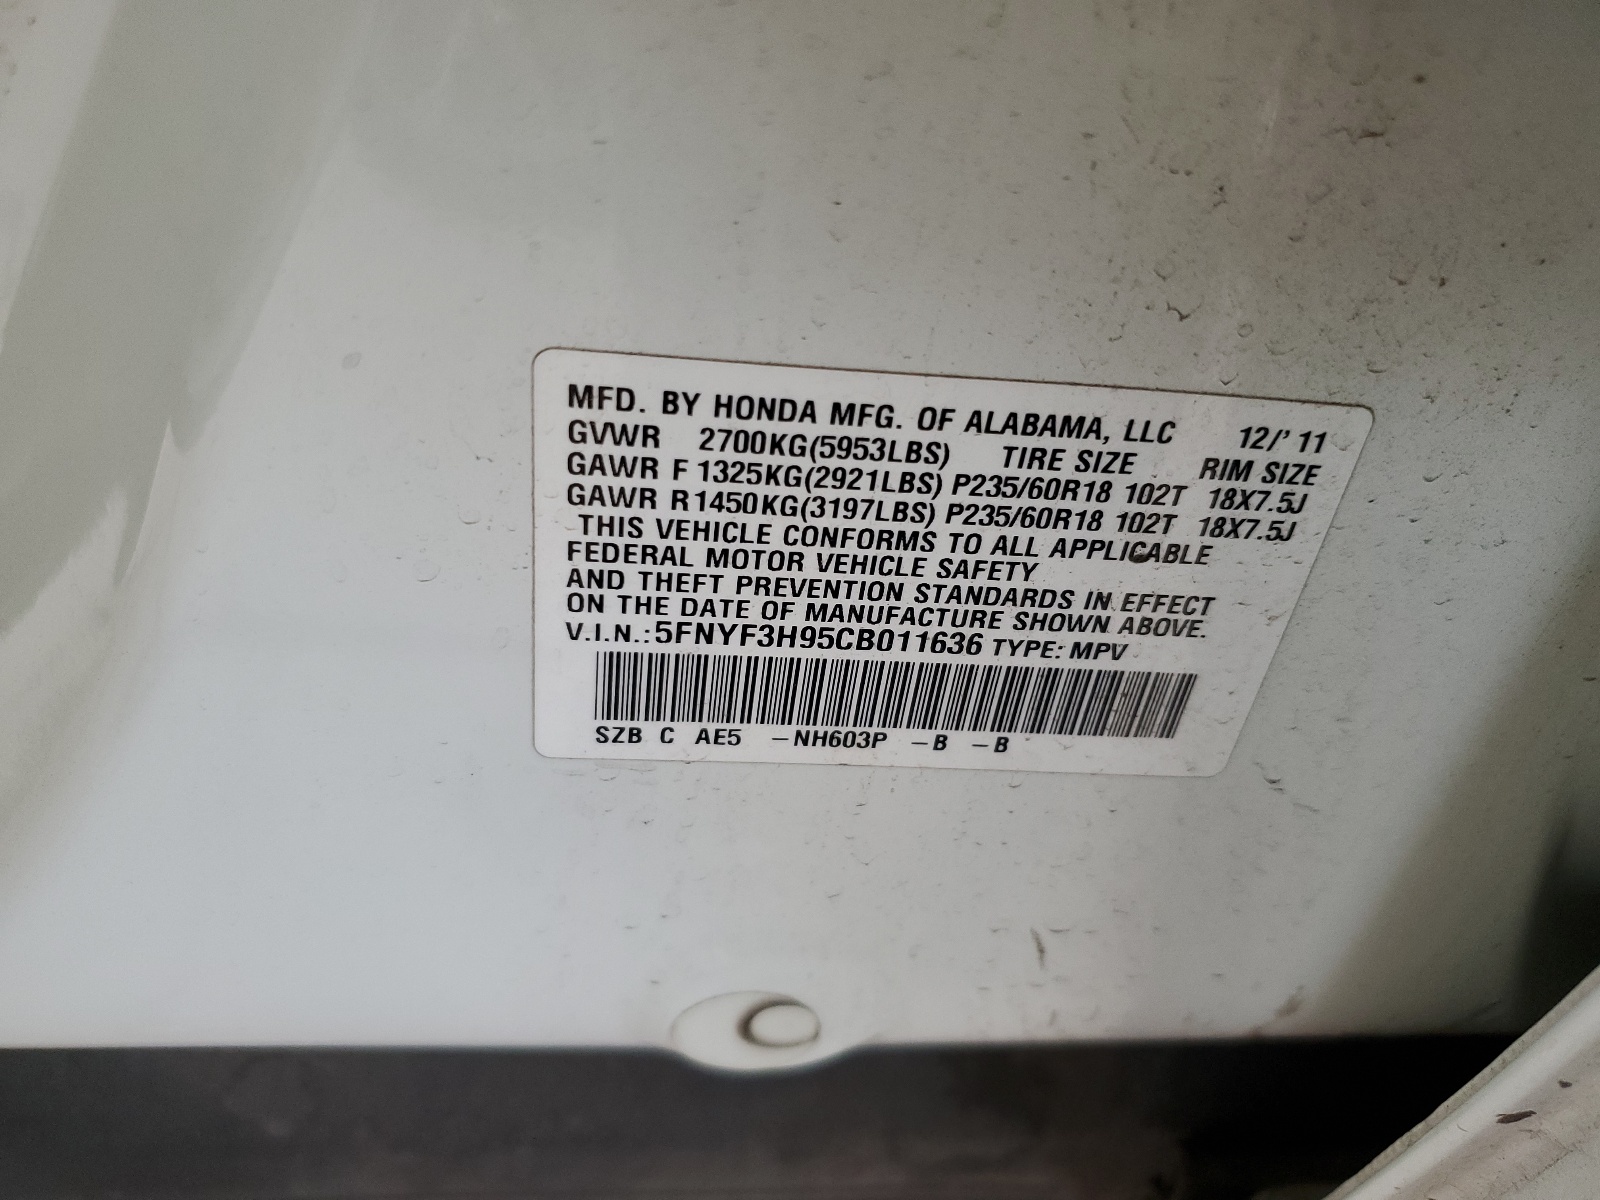 MFD. BY HONDA MFG. OF ALABAMA, LLC 12/' 11
GVWR 2700KG(5953LBS) TIRE SIZE RIM SIZE
GAWR F 1325KG(2921LBS) P235/60R18 102T 18X7.5J
GAWR R 1450KG(3197LBS) P235/60R18 102T 18X7.5J
THIS VEHICLE CONFORMS TO ALL APPLICABLE
FEDERAL MOTOR VEHICLE SAFETY
AND THEFT PREVENTION STANDARDS IN EFFECT
ON THE DATE OF MANUFACTURE SHOWN ABOVE.
V.I.N.:5FNYF3H95CB011636 TYPE: MPV
SZB C AE5 -NH603P -B -B